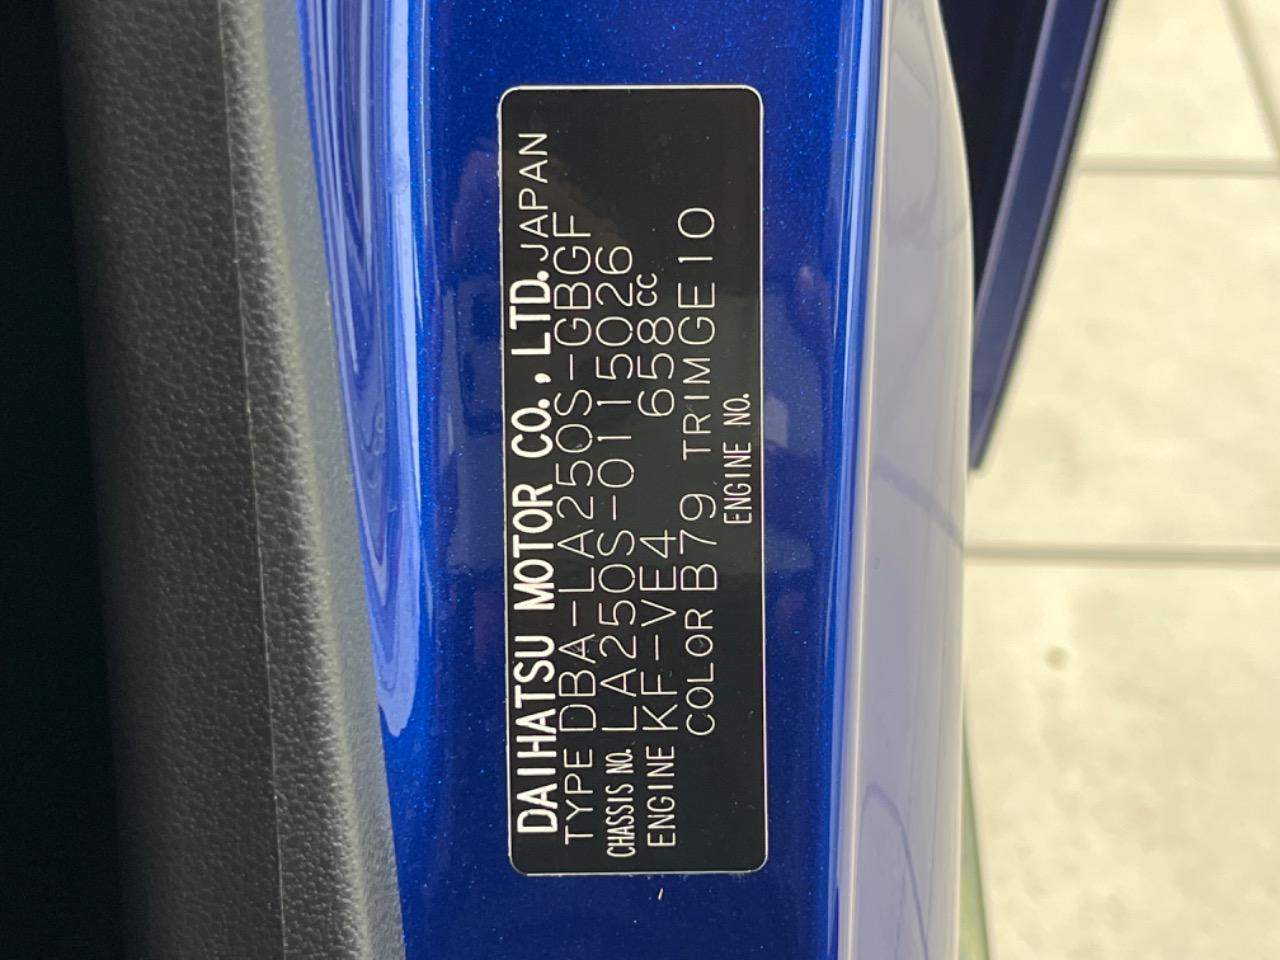 DAIHATSU MOTOR CO., LTD. JAPAN
TYPE DBA-LA250S-GBGF
CHASSIS NO. LA250S-0115026
ENGINE KF-VE4 658CC
COLOR B79 TRIM GE10
ENGINE NO.